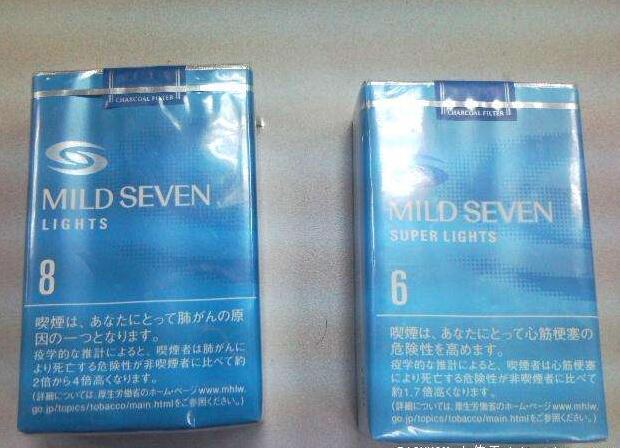 CHARCOAL FILTER
MILD SEVEN
LIGHTS
8
喫煙は、あなたにとって肺がんの原
因の一つとなります。
疫学的な推計によると、喫煙者は肺がんに
より死亡する危険性が非喫煙者に比べて約
2倍から4倍高くなります。
(詳細については、厚生労働省のホーム・ページ www.mhlw.
go.jp/topics/tobacco/main.htmlをご参照ください。)
CHARCOAL FILTER
MILD SEVEN
SUPER LIGHTS
6
喫煙は、あなたにとって心筋梗塞の
危険性を高めます。
疫学的な推計によると、喫煙者は心筋梗塞
により死亡する危険性が非喫煙者に比べて
約1.7倍高くなります。
(詳細については、厚生労働省のホーム・ページ www.mhlw.
go.jp/topics/tobacco/main.htmlをご参照ください。)